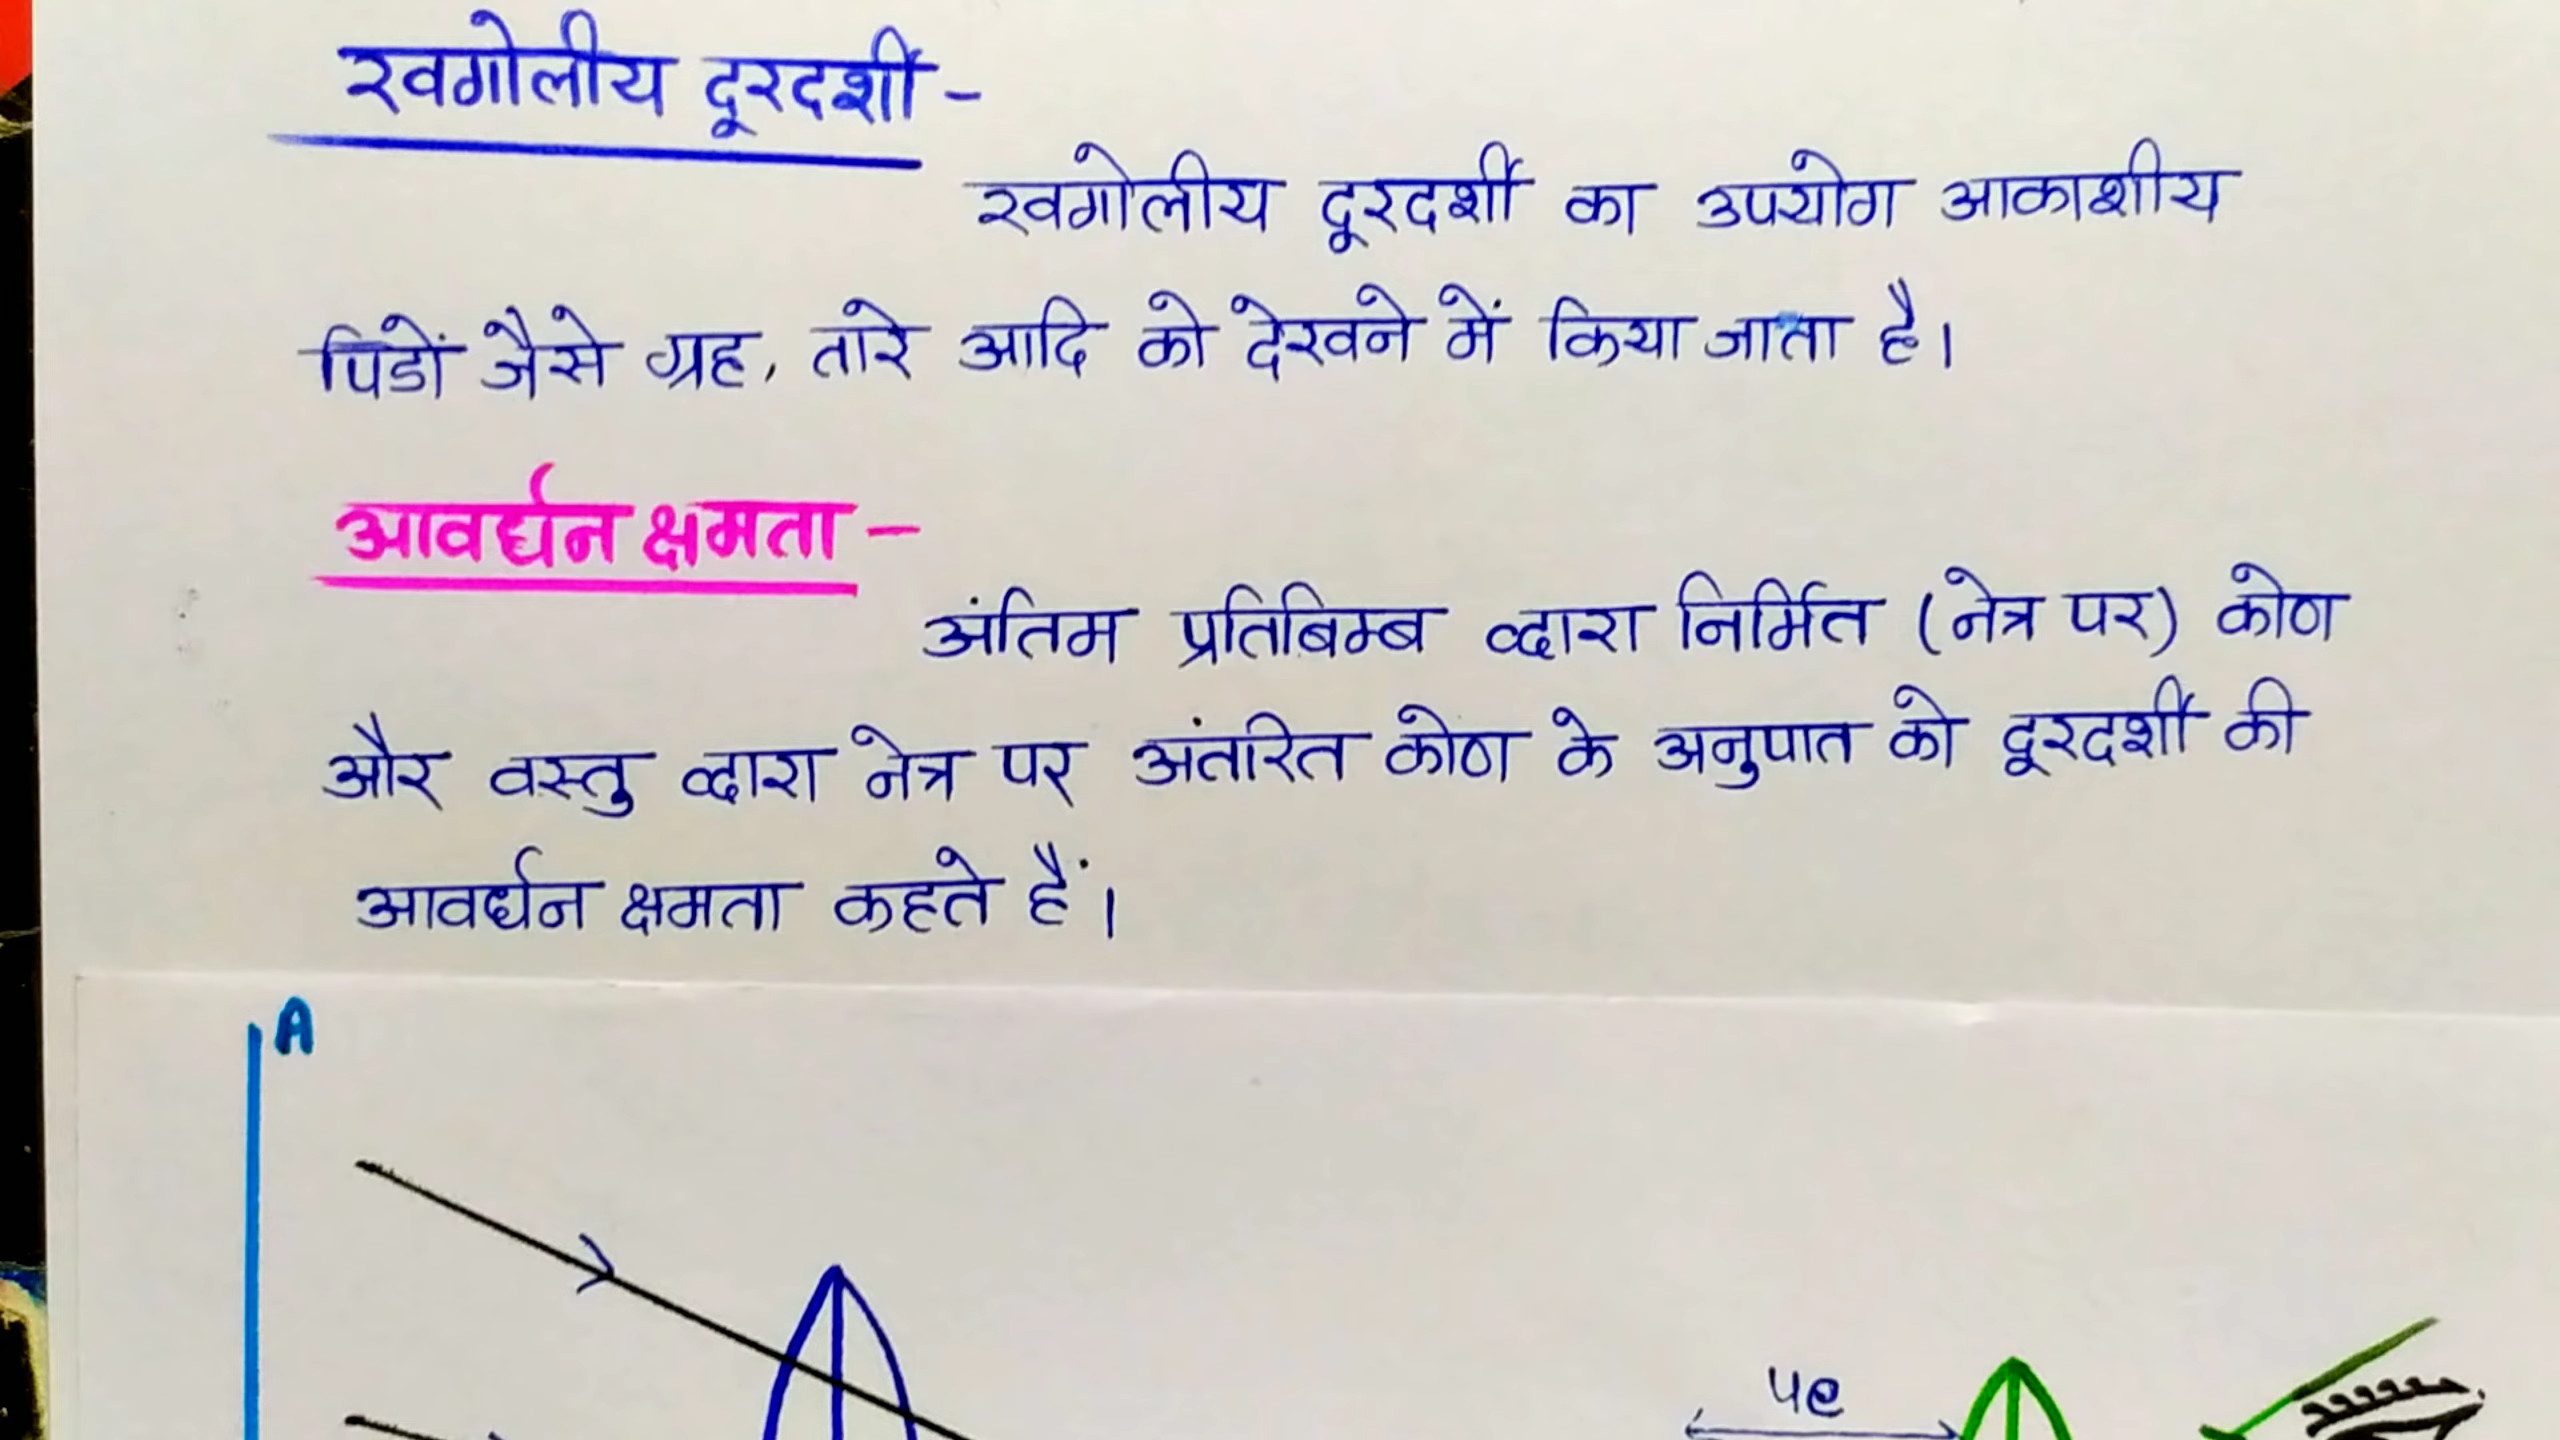 खगोलीय दूरदर्शी -
खगोलीय दूरदर्शी का उपयोग आकाशीय
पिंडों जैसे ग्रह, तारे आदि को देखने में किया जाता है।
आवर्धन क्षमता -
अंतिम प्रतिबिम्ब द्वारा निर्मित (नेत्र पर) कोण
और वस्तु द्वारा नेत्र पर अंतरित कोण के अनुपात को दूरदर्शी की
आवर्धन क्षमता कहते हैं।
A
ue